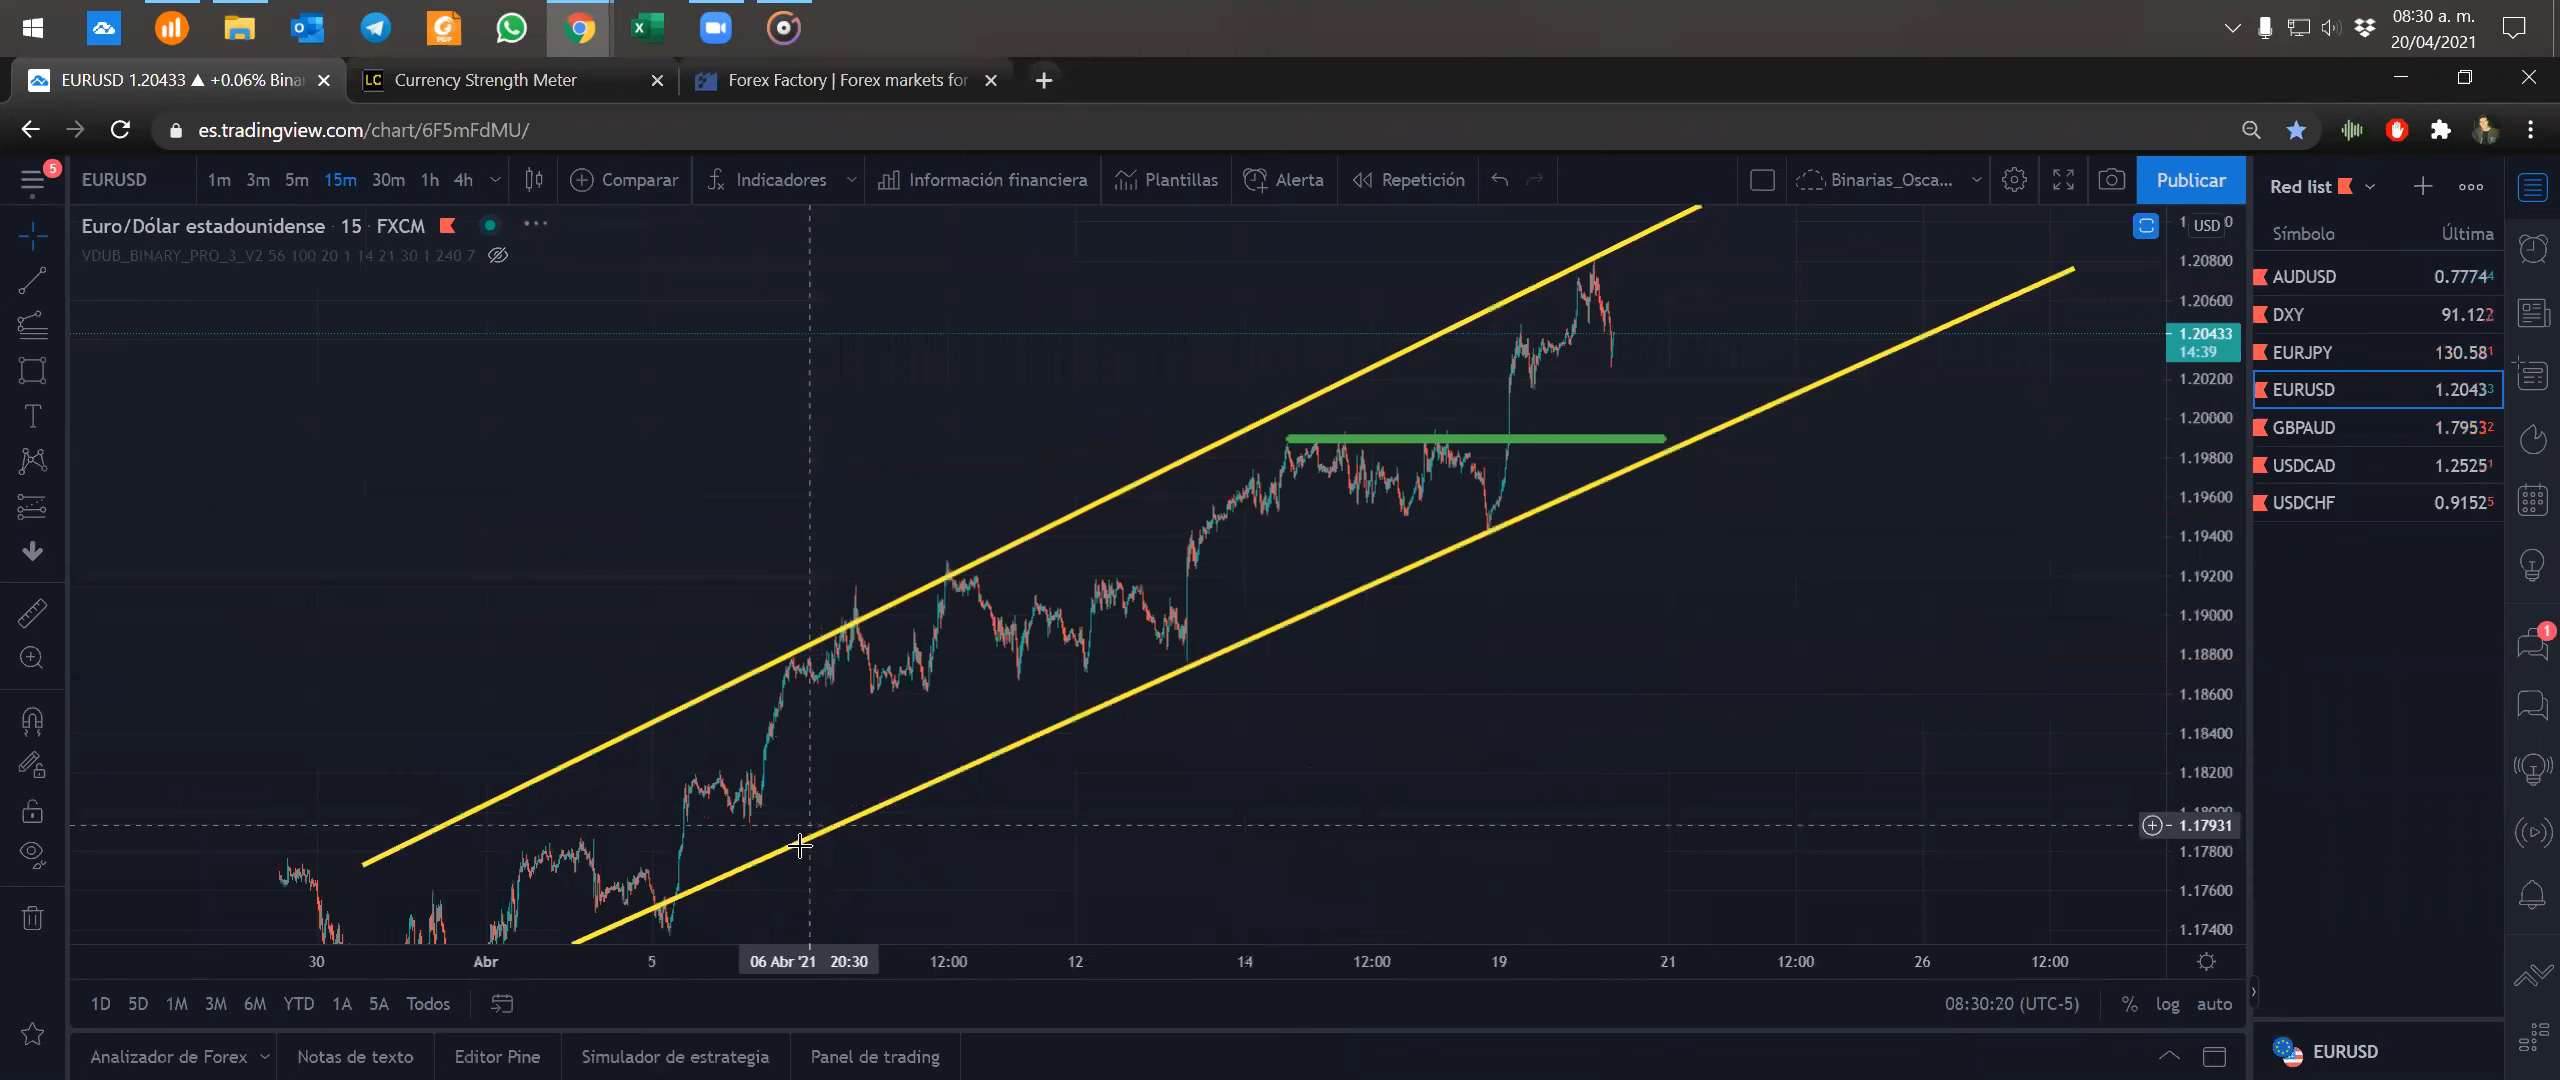 08:30 a. m.
20/04/2021
EURUSD 1.20433 ▲ +0.06% Bina
LC Currency Strength Meter
Forex Factory | Forex markets for
es.tradingview.com/chart/6F5mFdMU/
5
EURUSD 1m 3m 5m 15m 30m 1h 4h Comparar Indicadores Información financiera Plantillas Alerta Repetición Binarias_Osca... Publicar
Red list
Euro/Dólar estadounidense · 15 · FXCM
VDUB_BINARY_PRO_3_V2 56 100 20 1 14 21 30 1 240 7
USD
1.20800
1.20600
1.20433
14:39
1.20200
1.20000
1.19800
1.19600
1.19400
1.19200
1.19000
1.18800
1.18600
1.18400
1.18200
1.17931
1.17800
1.17600
1.17400
Símbolo Última
AUDUSD 0.77744
DXY 91.122
EURJPY 130.581
EURUSD 1.20433
GBPAUD 1.79532
USDCAD 1.25251
USDCHF 0.91525
1
30 Abr 5 06 Abr '21 20:30 12:00 12 14 12:00 19 21 12:00 26 12:00
1D 5D 1M 3M 6M YTD 1A 5A Todos 08:30:20 (UTC-5) % log auto
Analizador de Forex Notas de texto Editor Pine Simulador de estrategia Panel de trading
EURUSD